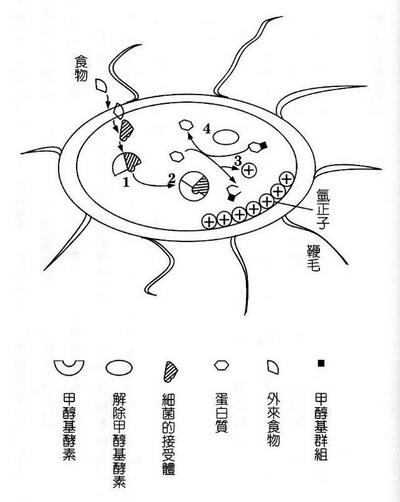 食物
4
3
1
2
氫正子
鞭毛
甲醇基群組
外來食物
蛋白質
細菌的接受體
解除甲醇基酵素
甲醇基酵素